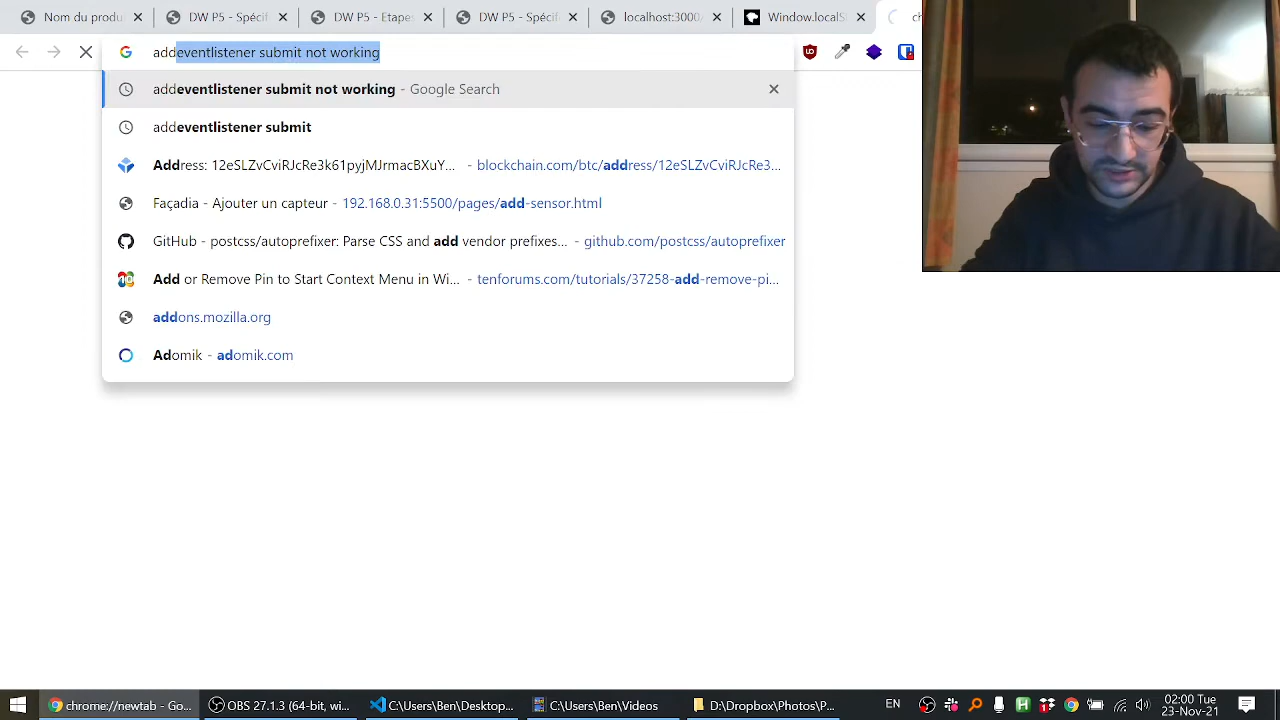 om du produ
DW P5 - Spécif
DW P5 - Etape
DW P5 - Spécif
localhost:3000/
Window.localS
ch
addeventlistener submit not working
addeventlistener submit not working - Google Search
addeventlistener submit
Address: 12eSLZvCviRJcRe3k61pyjMJrmacBXuY... - blockchain.com/btc/address/12eSLZvCviRJcRe3...
Façadia - Ajouter un capteur - 192.168.0.31:5500/pages/add-sensor.html
GitHub - postcss/autoprefixer: Parse CSS and add vendor prefixes... - github.com/postcss/autoprefixer
Add or Remove Pin to Start Context Menu in Wi... - tenforums.com/tutorials/37258-add-remove-pi...
addons.mozilla.org
Adomik - adomik.com
chrome://newtab - Go...
OBS 27.1.3 (64-bit, wi...
C:\Users\Ben\Desktop...
C:\Users\Ben\Videos
D:\Dropbox\Photos\P...
EN
02:00 Tue
23-Nov-21